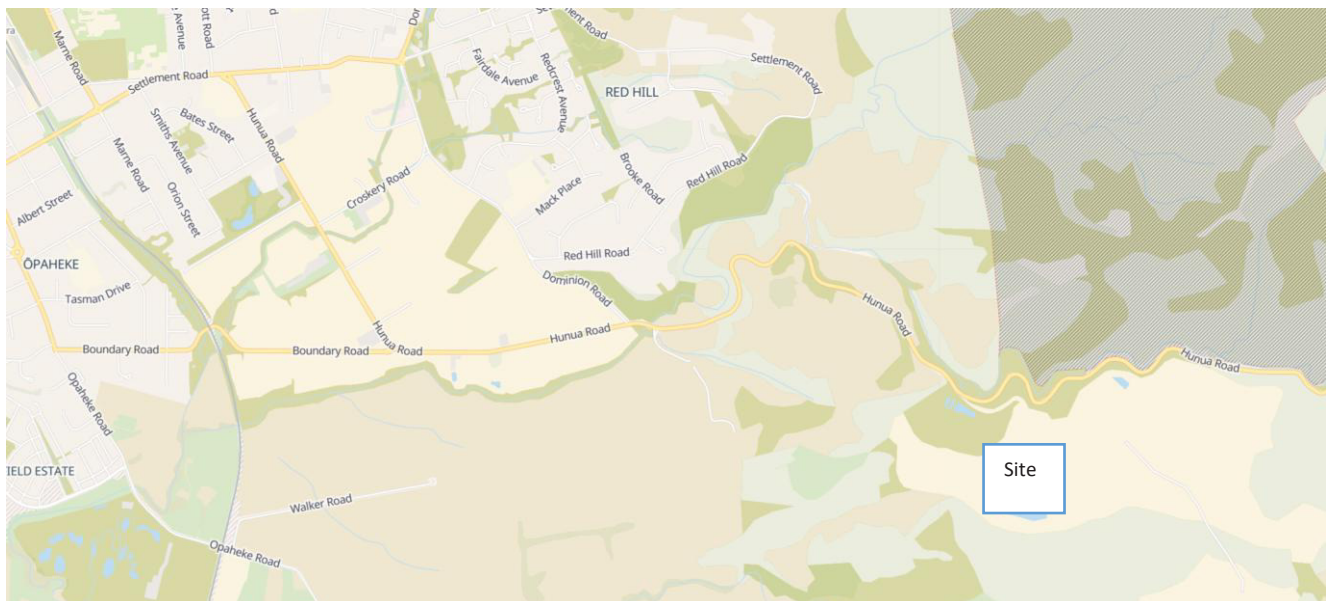 ott Road
Marne Road
Settlement Road
Fairdale Avenue
Redcrest Avenue
Settlement Road
RED HILL
Bates Street
Smiths Avenue
Marne Road
Orion Street
Hunua Road
Croskery Road
Brooke Road
Mack Place
Red Hill Road
Albert Street
ŌPAHEKE
Red Hill Road
Tasman Drive
Dominion Road
Hunua Road
Hunua Road
Boundary Road
Boundary Road
Hunua Road
Hunua Road
Opaheke Road
IELD ESTATE
Site
Walker Road
Opaheke Road